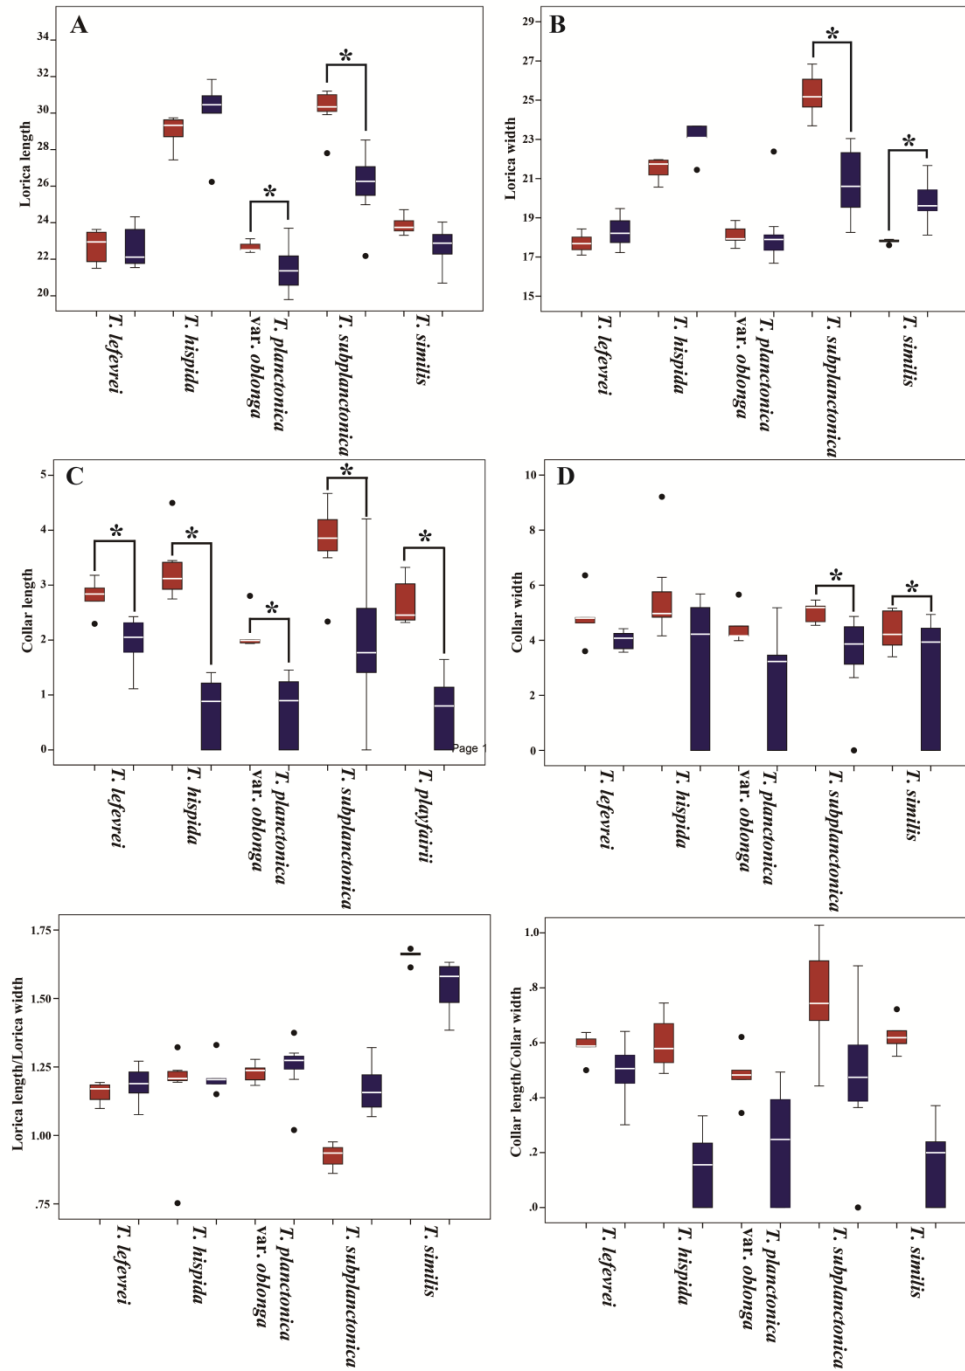 A
34
32
30
28
26
24
22
20
Lorica length
*
*
T. lefevrei
T. hispida
T. planctonica
var. oblonga
T. subplanctonica
T. similis
B
29
27
25
23
21
19
17
15
Lorica width
*
*
T. lefevrei
T. hispida
T. planctonica
var. oblonga
T. subplanctonica
T. similis
C
5
4
3
2
1
0
Collar length
*
*
*
*
*
Page 1
T. lefevrei
T. hispida
T. planctonica
var. oblonga
T. subplanctonica
T. playfairii
D
10
8
6
4
2
0
Collar width
*
*
T. lefevrei
T. hispida
T. planctonica
var. oblonga
T. subplanctonica
T. similis
1.75
1.50
1.25
1.00
.75
Lorica length/Lorica width
T. lefevrei
T. hispida
T. planctonica
var. oblonga
T. subplanctonica
T. similis
1.0
.8
.6
.4
.2
.0
Collar length/Collar width
T. lefevrei
T. hispida
T. planctonica
var. oblonga
T. subplanctonica
T. similis